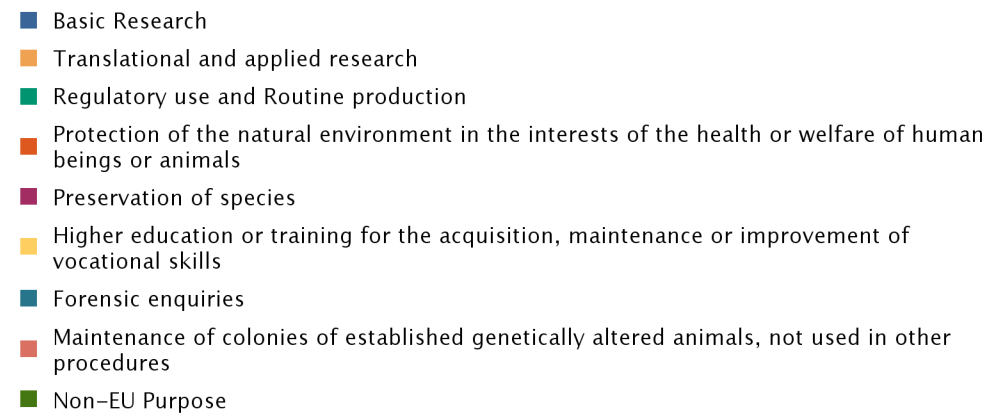 Basic Research
Translational and applied research
Regulatory use and Routine production
Protection of the natural environment in the interests of the health or welfare of human
beings or animals
Preservation of species
Higher education or training for the acquisition, maintenance or improvement of
vocational skills
Forensic enquiries
Maintenance of colonies of established genetically altered animals, not used in other
procedures
Non–EU Purpose